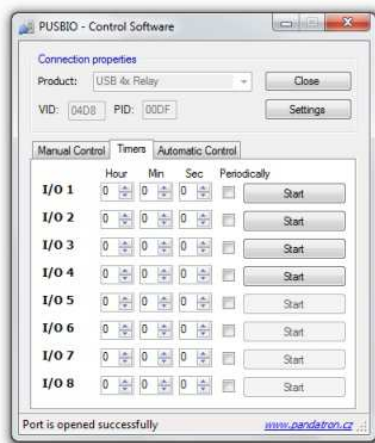 PUSBIO - Control Software
Connection properties
Product: USB 4x Relay Close
VID: 04D8 PID: 00DF Settings
Manual Control Timers Automatic Control
Hour Min Sec Periodically
I/O 1 0 0 0 Start
I/O 2 0 0 0 Start
I/O 3 0 0 0 Start
I/O 4 0 0 0 Start
I/O 5 0 0 0 Start
I/O 6 0 0 0 Start
I/O 7 0 0 0 Start
I/O 8 0 0 0 Start
Port is opened successfully www.pandatron.cz